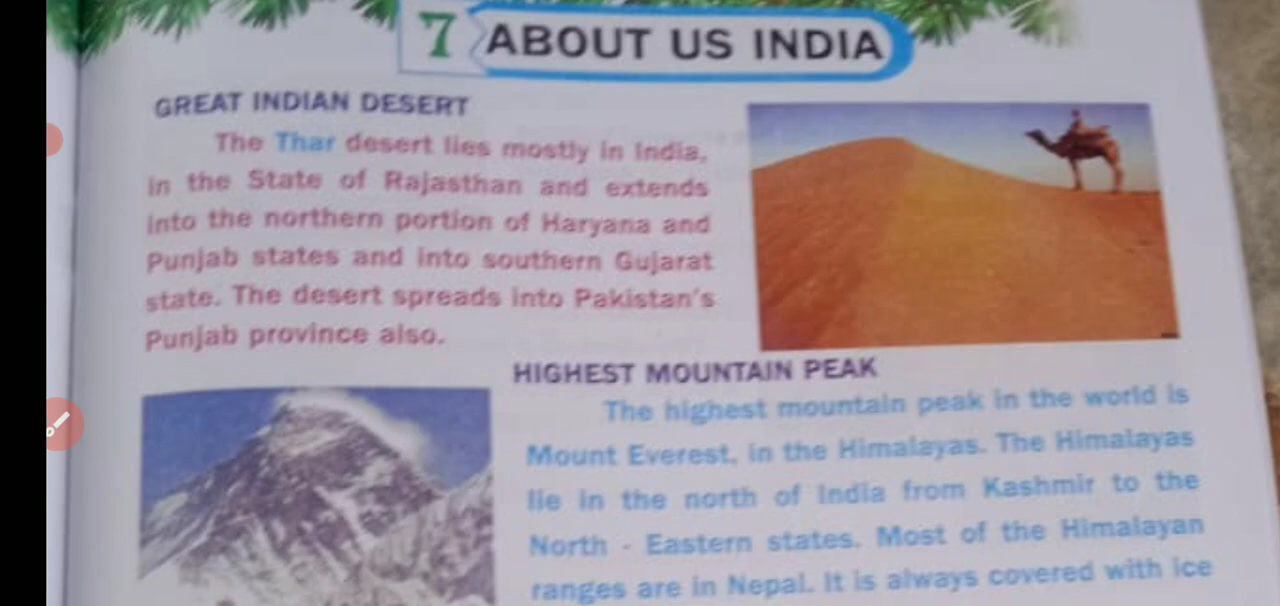 7 ABOUT US INDIA
GREAT INDIAN DESERT
The Thar desert lies mostly in India,
in the State of Rajasthan and extends
into the northern portion of Haryana and
Punjab states and into southern Gujarat
state. The desert spreads into Pakistan's
Punjab province also.
HIGHEST MOUNTAIN PEAK
The highest mountain peak in the world is
Mount Everest, in the Himalayas. The Himalayas
lie in the north of India from Kashmir to the
North - Eastern states. Most of the Himalayan
ranges are in Nepal. It is always covered with ice